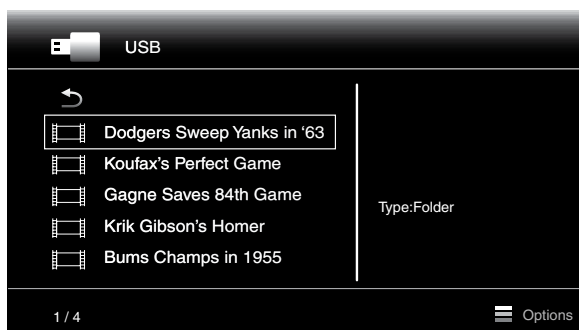 USB
Dodgers Sweep Yanks in ‘63
Koufax’s Perfect Game
Gagne Saves 84th Game
Krik Gibson’s Homer
Bums Champs in 1955
Type:Folder
1 / 4
Options